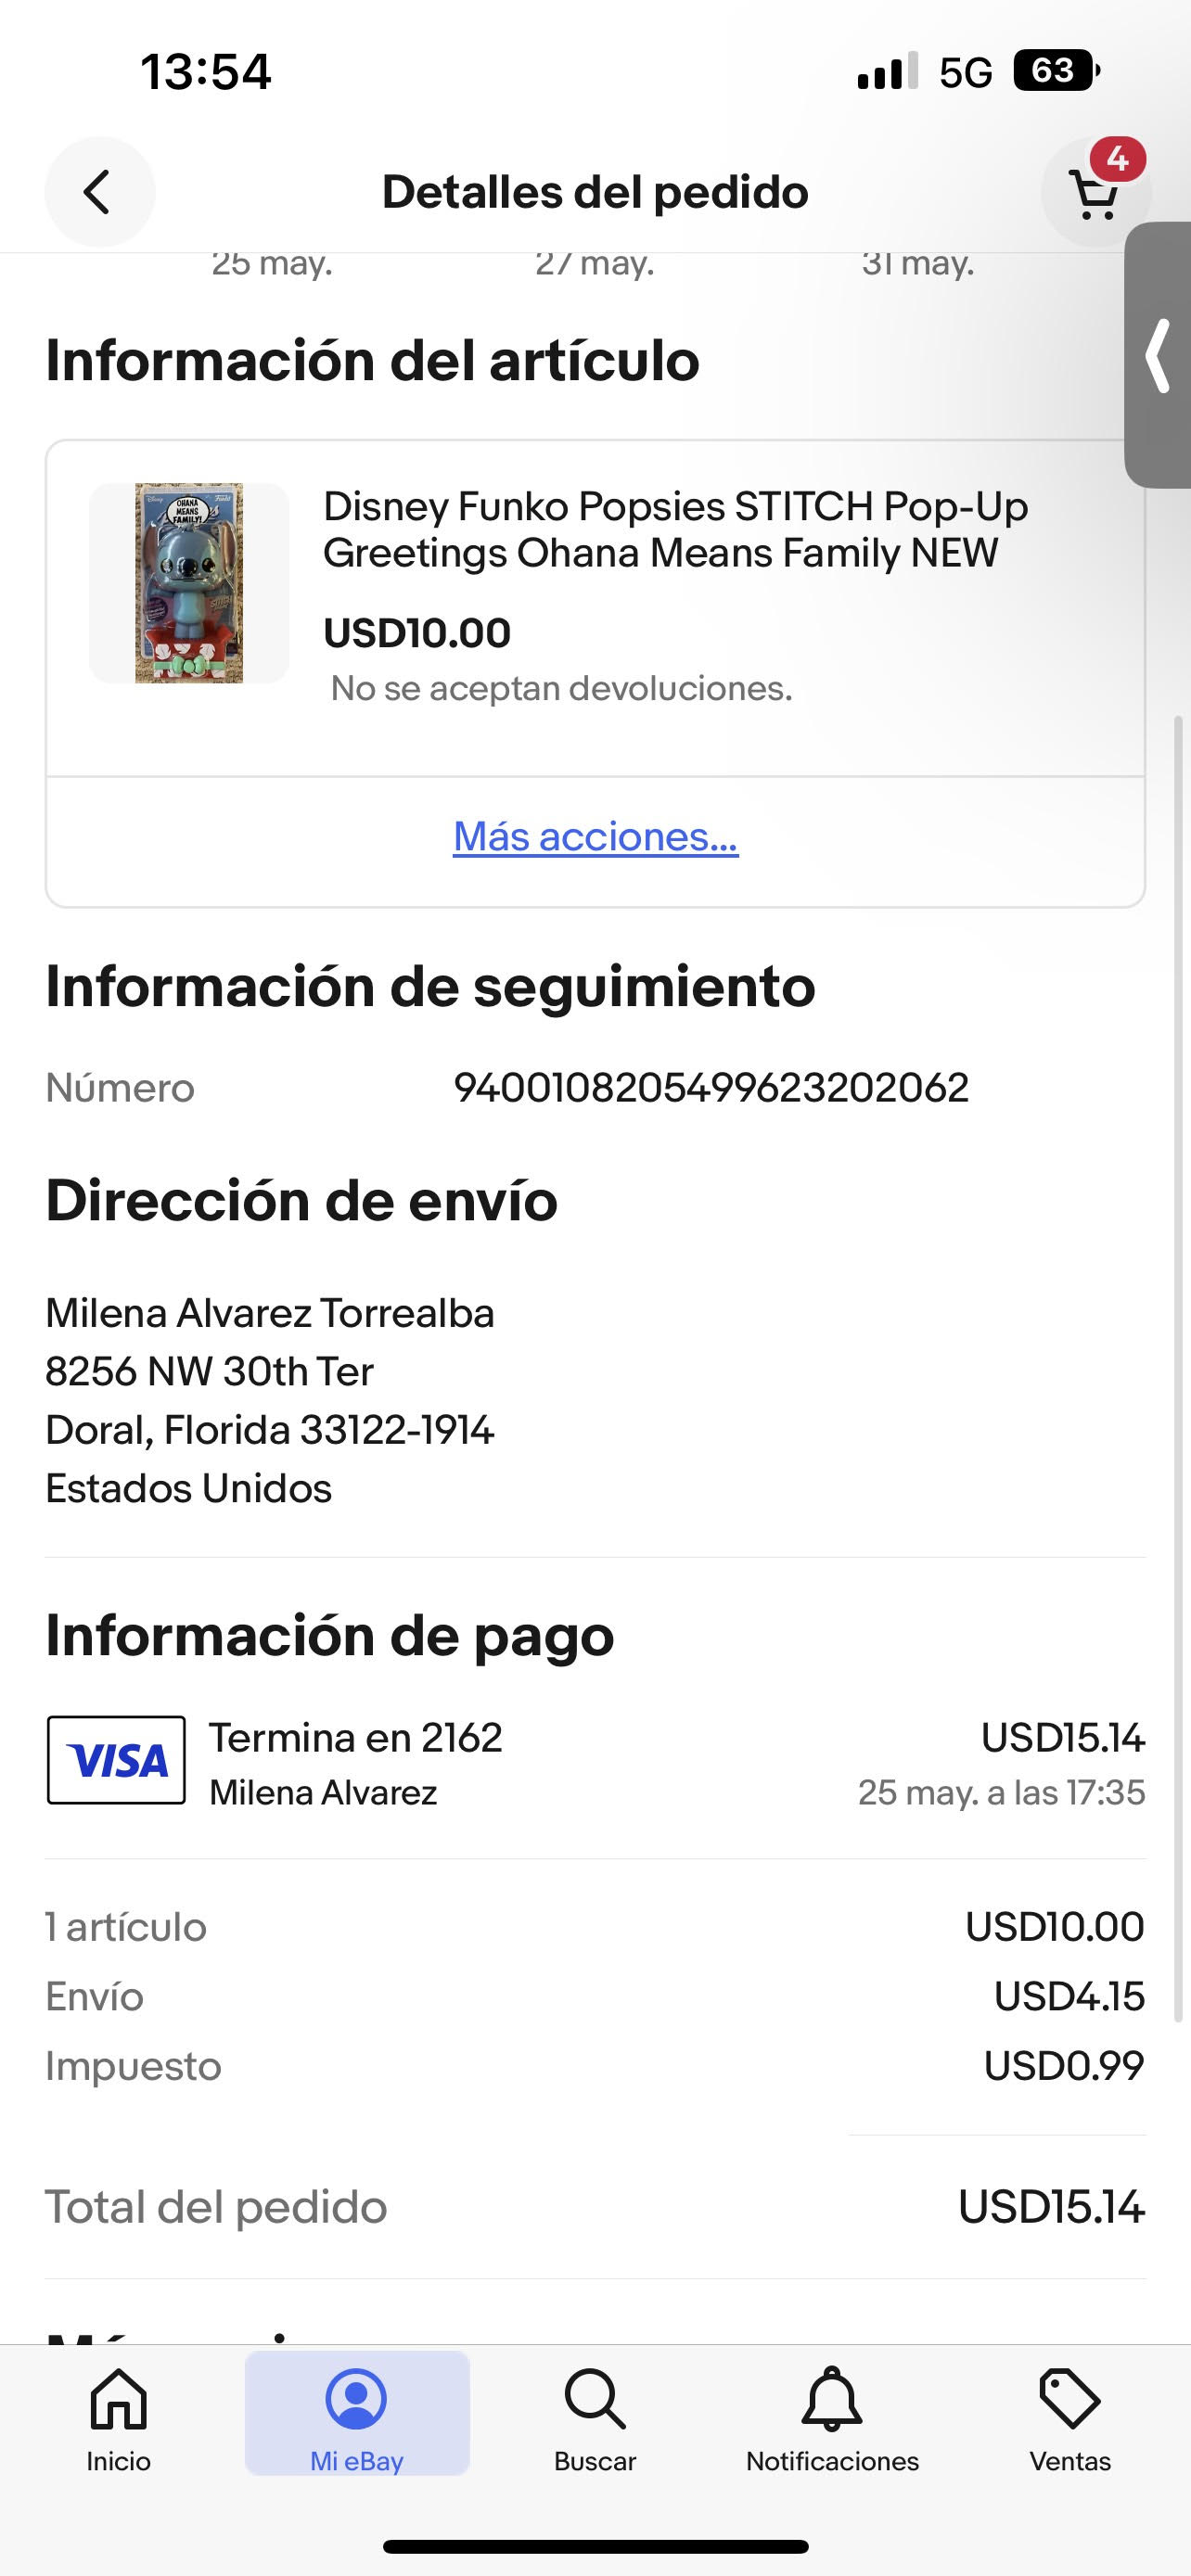 13:54
5G
63
Detalles del pedido
4
25 may.
27 may.
31 may.
Información del artículo
Disney
Funko
OHANA
MEANS
FAMILY!
Disney Funko Popsies STITCH Pop-Up
Greetings Ohana Means Family NEW
USD10.00
No se aceptan devoluciones.
Más acciones...
Información de seguimiento
Número
9400108205499623202062
Dirección de envío
Milena Alvarez Torrealba
8256 NW 30th Ter
Doral, Florida 33122-1914
Estados Unidos
Información de pago
VISA
Termina en 2162
USD15.14
Milena Alvarez
25 may. a las 17:35
1 artículo
USD10.00
Envío
USD4.15
Impuesto
USD0.99
Total del pedido
USD15.14
Inicio
Mi eBay
Buscar
Notificaciones
Ventas